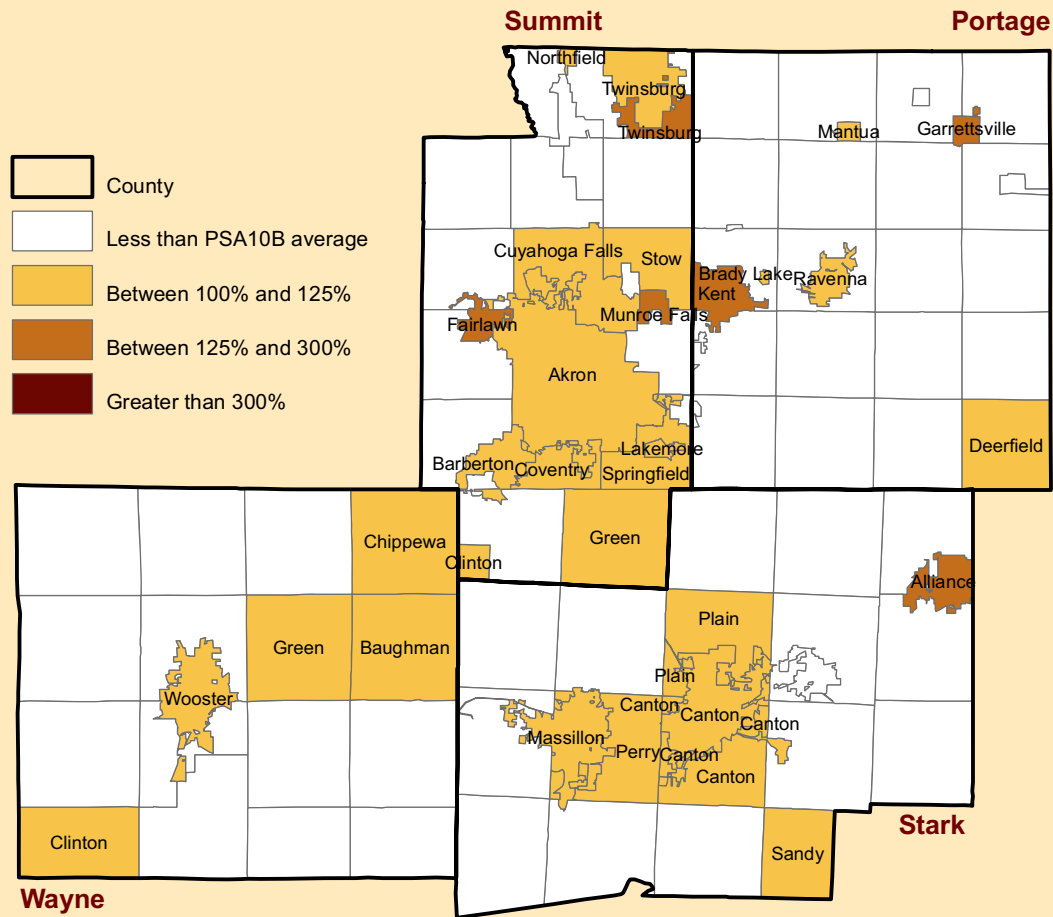 Summit
Portage
Northfield
Twinsburg
Twinsburg
Mantua
Garrettsville
County
Less than PSA10B average
Between 100% and 125%
Between 125% and 300%
Greater than 300%
Cuyahoga Falls
Stow
Brady Lake
Kent
Ravenna
Fairlawn
Munroe Falls
Akron
Lakemore
Barberton
Coventry
Springfield
Deerfield
Chippewa
Clinton
Green
Alliance
Green
Baughman
Plain
Plain
Wooster
Canton
Canton
Canton
Massillon
Perry
Canton
Canton
Clinton
Sandy
Stark
Wayne